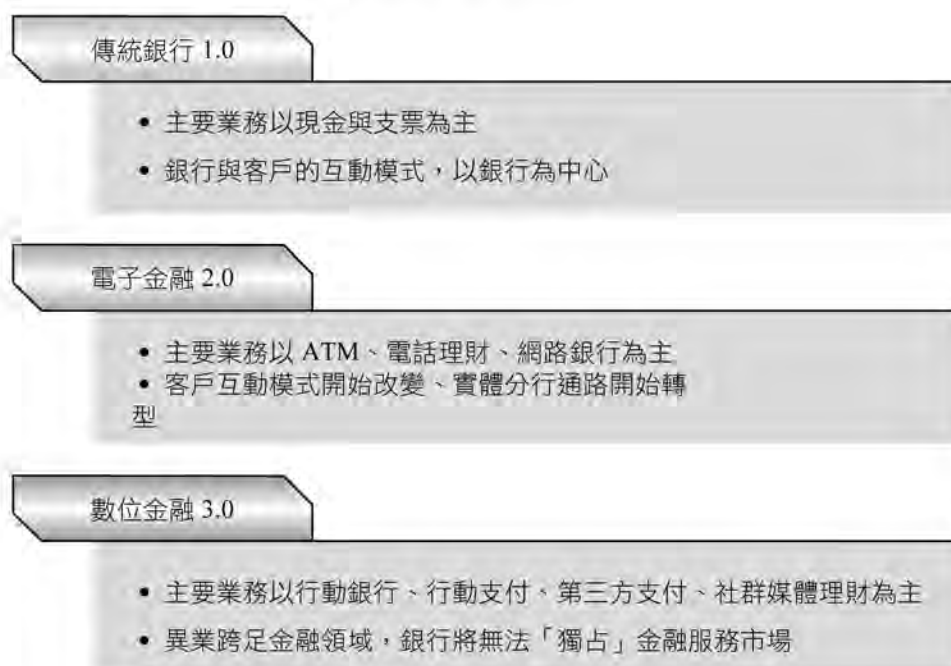 傳統銀行 1.0
• 主要業務以現金與支票為主
• 銀行與客戶的互動模式，以銀行為中心
電子金融 2.0
• 主要業務以 ATM、電話理財、網路銀行為主
• 客戶互動模式開始改變、實體分行通路開始轉
型
數位金融 3.0
• 主要業務以行動銀行、行動支付、第三方支付、社群媒體理財為主
• 異業跨足金融領域，銀行將無法「獨占」金融服務市場